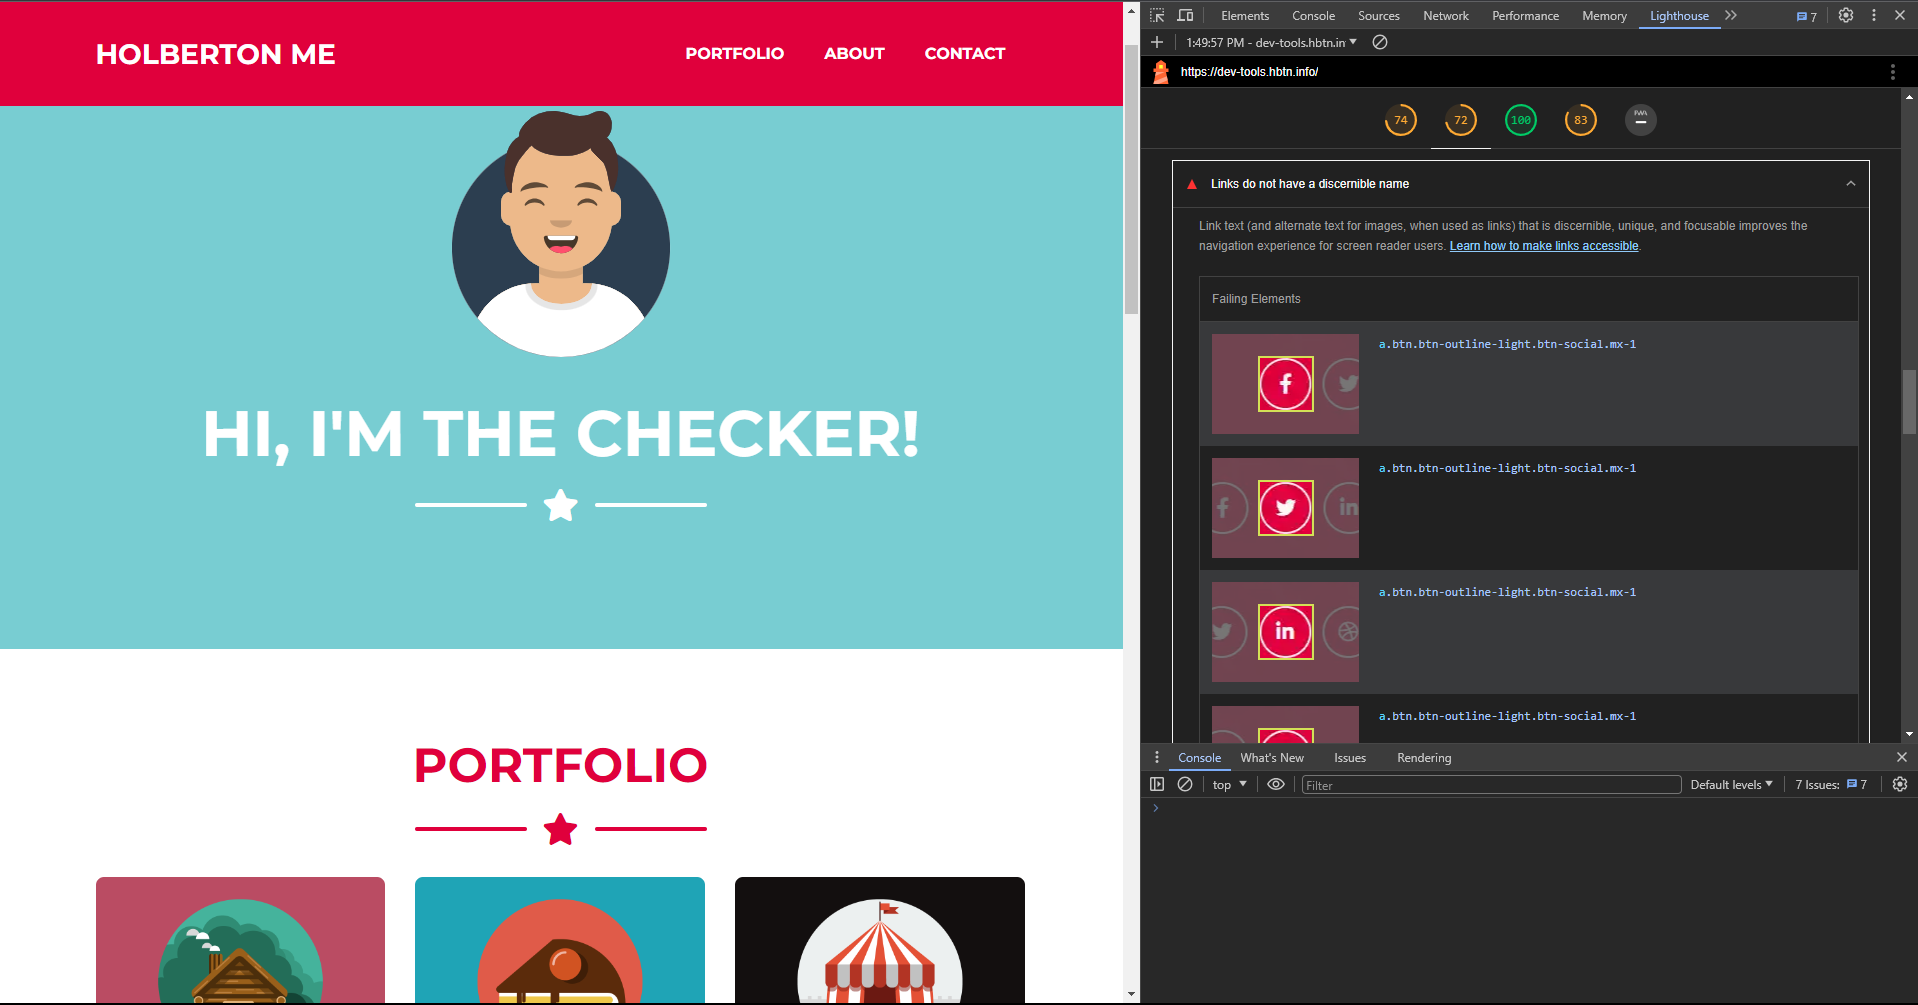 HOLBERTON ME
PORTFOLIO ABOUT CONTACT
HI, I'M THE CHECKER!
PORTFOLIO
Elements Console Sources Network Performance Memory Lighthouse 7
1:49:57 PM - dev-tools.hbtn.in
https://dev-tools.hbtn.info/
74 72 100 83 PWA
Links do not have a discernible name
Link text (and alternate text for images, when used as links) that is discernible, unique, and focusable improves the
navigation experience for screen reader users. Learn how to make links accessible.
Failing Elements
a.btn.btn-outline-light.btn-social.mx-1
in
a.btn.btn-outline-light.btn-social.mx-1
in
a.btn.btn-outline-light.btn-social.mx-1
a.btn.btn-outline-light.btn-social.mx-1
Console What's New Issues Rendering
top Filter Default levels 7 Issues: 7